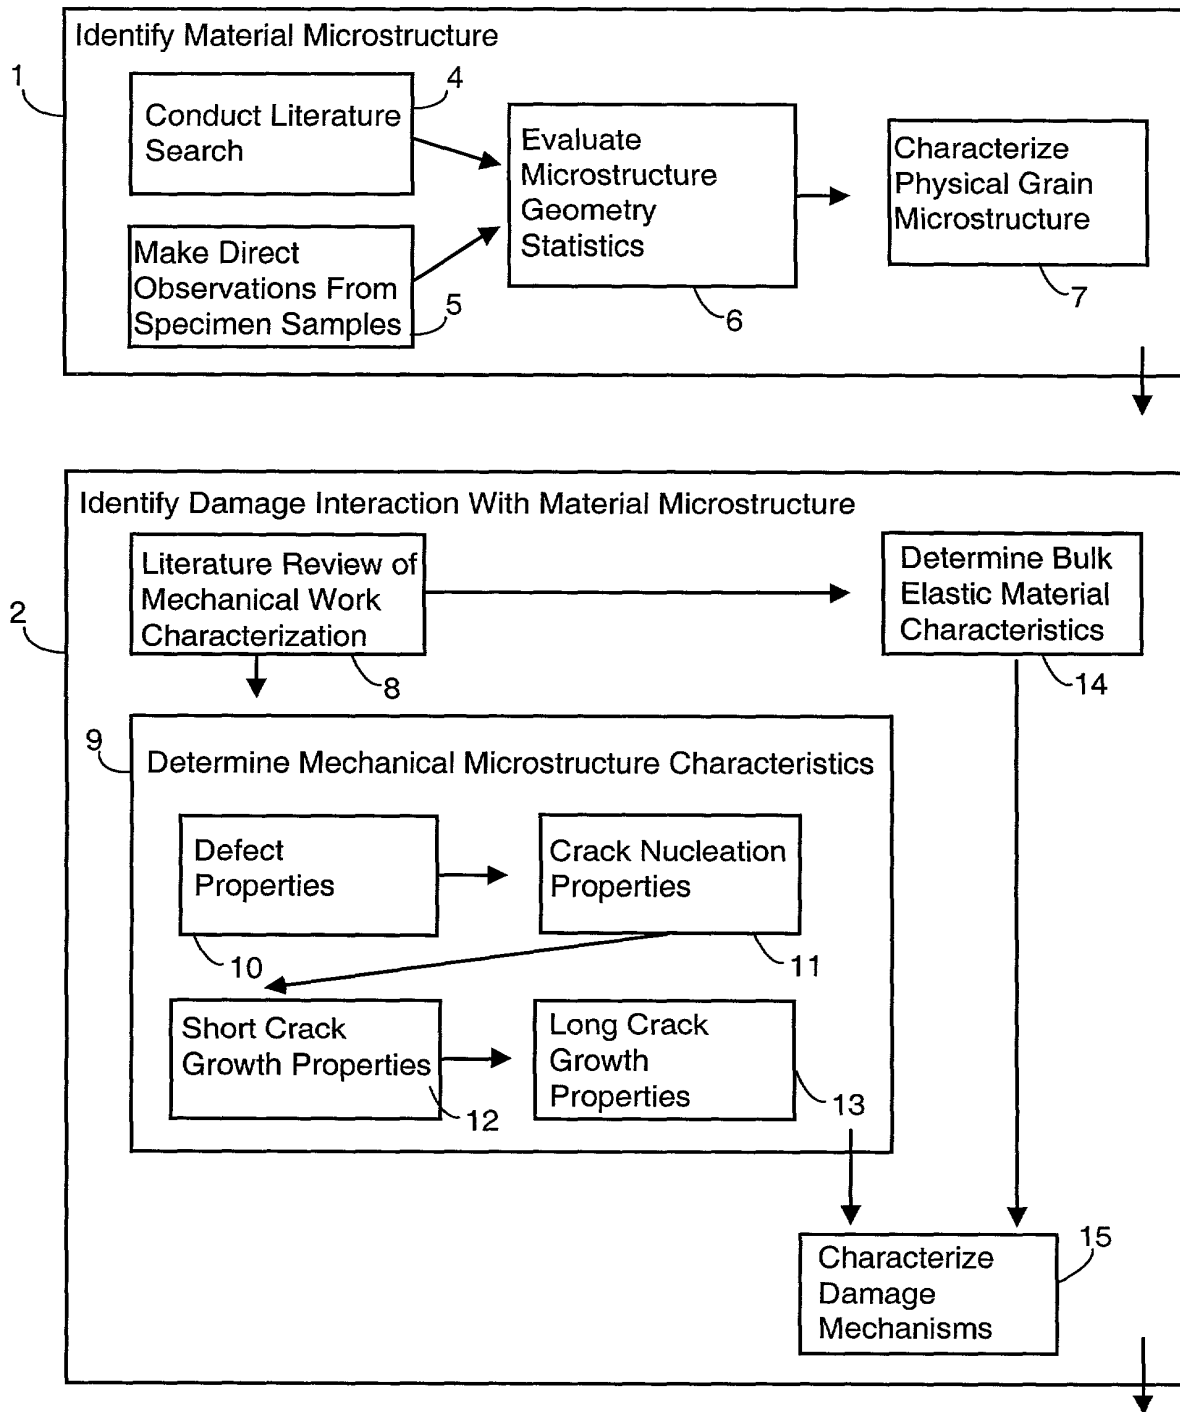 Identify Material Microstructure
1
4
Conduct Literature
Search
Evaluate
Microstructure
Geometry
Statistics
Characterize
Physical Grain
Microstructure
Make Direct
Observations From
Specimen Samples
5
6
7
Identify Damage Interaction With Material Microstructure
2
Literature Review of
Mechanical Work
Characterization
8
Determine Bulk
Elastic Material
Characteristics
14
9
Determine Mechanical Microstructure Characteristics
Defect
Properties
10
Crack Nucleation
Properties
11
Short Crack
Growth Properties
12
Long Crack
Growth
Properties
13
Characterize
Damage
Mechanisms
15